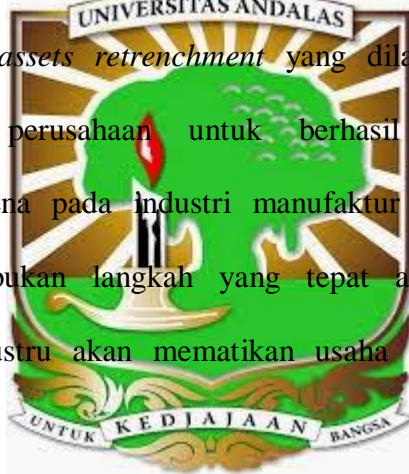 UNIVERSITAS ANDALAS
assets retrenchment yang dila
perusahaan untuk berhasil
na pada industri manufaktur
bukan langkah yang tepat a
ustru akan mematikan usaha
UNTUK KEDJAJAAN BANGSA